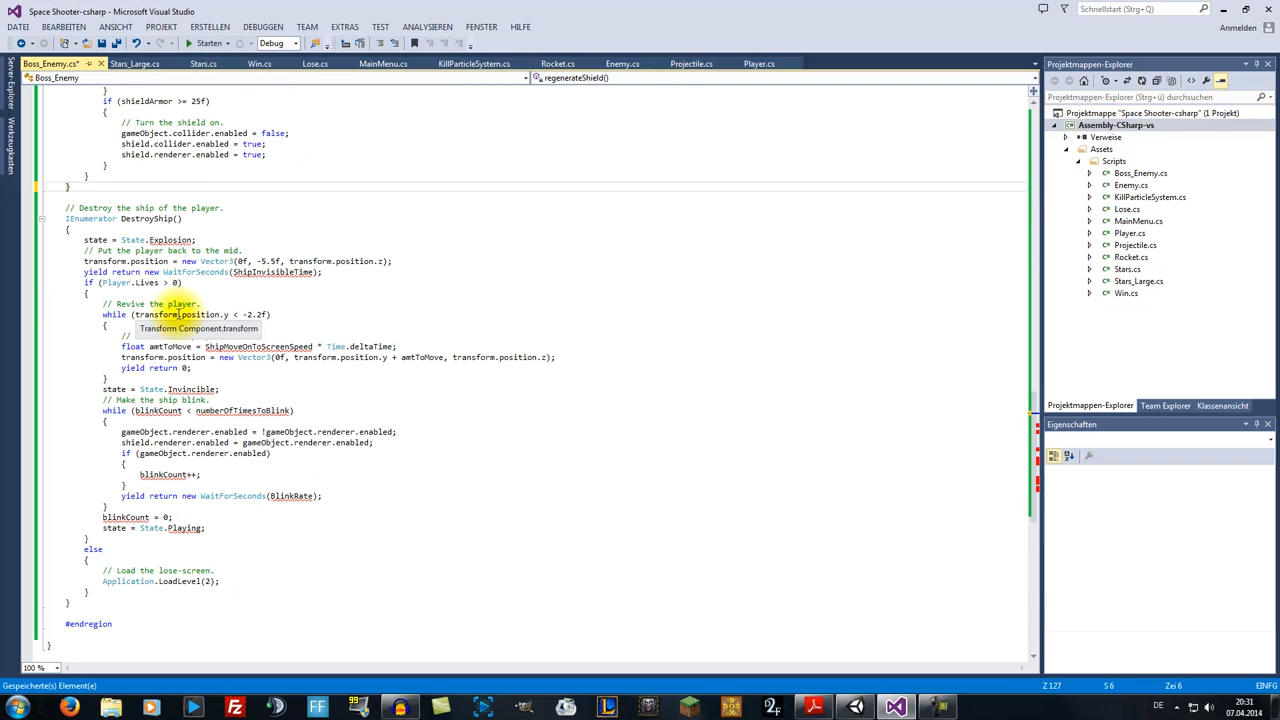 Space Shooter-csharp - Microsoft Visual Studio
Schnellstart (Strg+Q)
DATEI BEARBEITEN ANSICHT PROJEKT ERSTELLEN DEBUGGEN TEAM EXTRAS TEST ANALYSIEREN FENSTER HILFE
Anmelden
Starten Debug
Boss_Enemy.cs* Stars_Large.cs Stars.cs Win.cs Lose.cs MainMenu.cs KillParticleSystem.cs Rocket.cs Enemy.cs Projectile.cs Player.cs
Boss_Enemy regenerateShield()
Server-Explorer
Werkzeugkasten
}
if (shieldArmor >= 25f)
{
// Turn the shield on.
gameObject.collider.enabled = false;
shield.collider.enabled = true;
shield.renderer.enabled = true;
}
}
}
// Destroy the ship of the player.
IEnumerator DestroyShip()
{
state = State.Explosion;
// Put the player back to the mid.
transform.position = new Vector3(0f, -5.5f, transform.position.z);
yield return new WaitForSeconds(ShipInvisibleTime);
if (Player.Lives > 0)
{
// Revive the player.
while (transform.position.y < -2.2f)
{
Transform Component.transform
//
float amtToMove = ShipMoveOnToScreenSpeed * Time.deltaTime;
transform.position = new Vector3(0f, transform.position.y + amtToMove, transform.position.z);
yield return 0;
}
state = State.Invincible;
// Make the ship blink.
while (blinkCount < numberOfTimesToBlink)
{
gameObject.renderer.enabled = !gameObject.renderer.enabled;
shield.renderer.enabled = gameObject.renderer.enabled;
if (gameObject.renderer.enabled)
{
blinkCount++;
}
yield return new WaitForSeconds(BlinkRate);
}
blinkCount = 0;
state = State.Playing;
}
else
{
// Load the lose-screen.
Application.LoadLevel(2);
}
}
#endregion
}
100 %
Projektmappen-Explorer
Projektmappen-Explorer (Strg+ü) durchsuchen
Projektmappe "Space Shooter-csharp" (1 Projekt)
Assembly-CSharp-vs
Verweise
Assets
Scripts
Boss_Enemy.cs
Enemy.cs
KillParticleSystem.cs
Lose.cs
MainMenu.cs
Player.cs
Projectile.cs
Rocket.cs
Stars.cs
Stars_Large.cs
Win.cs
Projektmappen-Explorer Team Explorer Klassenansicht
Eigenschaften
Gespeicherte(s) Element(e) Z 127 S 6 Zei 6 EINFG
DE 20:31
07.04.2014